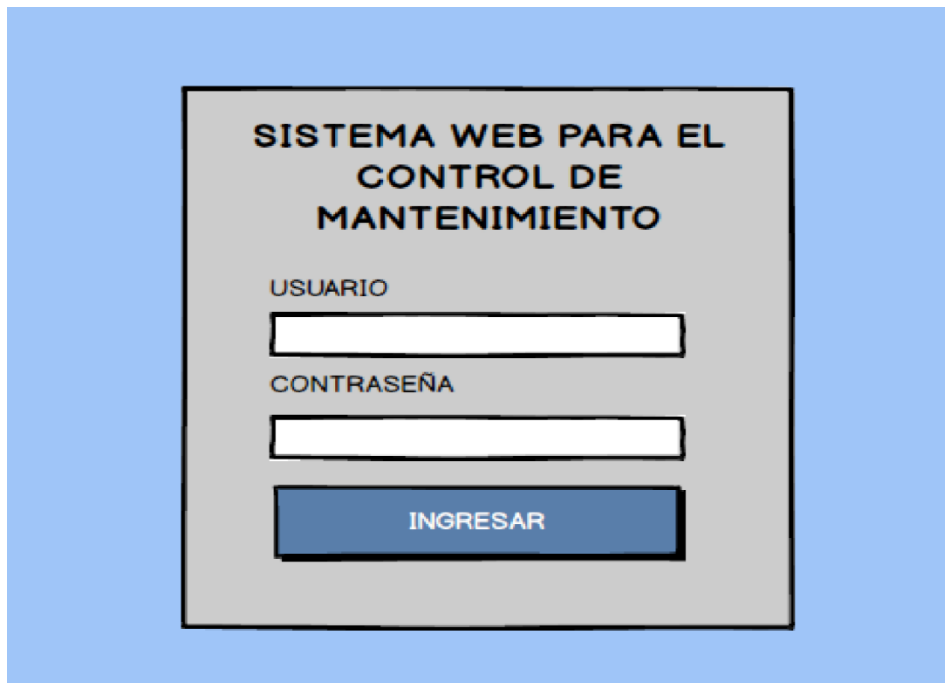 SISTEMA WEB PARA EL
CONTROL DE
MANTENIMIENTO
USUARIO
CONTRASEÑA
INGRESAR